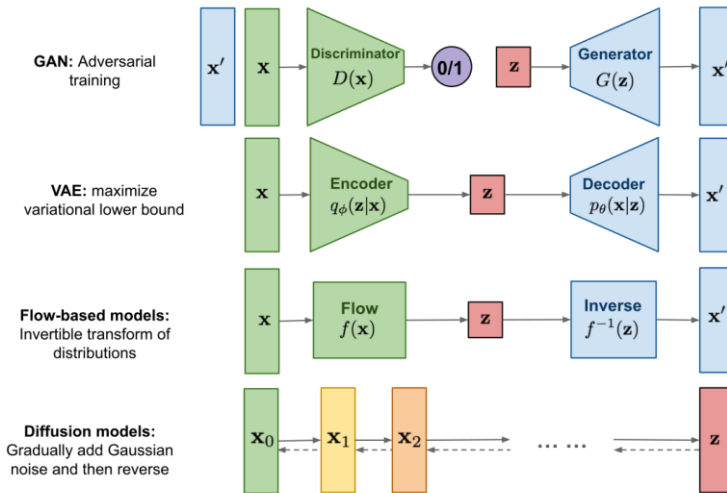 GAN: Adversarial
training
x′
x
Discriminator
D(x)
0/1
z
Generator
G(z)
x′
VAE: maximize
variational lower bound
x
Encoder
qϕ(z|x)
z
Decoder
pθ(x|z)
x′
Flow-based models:
Invertible transform of
distributions
x
Flow
f(x)
z
Inverse
f⁻¹(z)
x′
Diffusion models:
Gradually add Gaussian
noise and then reverse
x₀
x₁
x₂
... ...
z